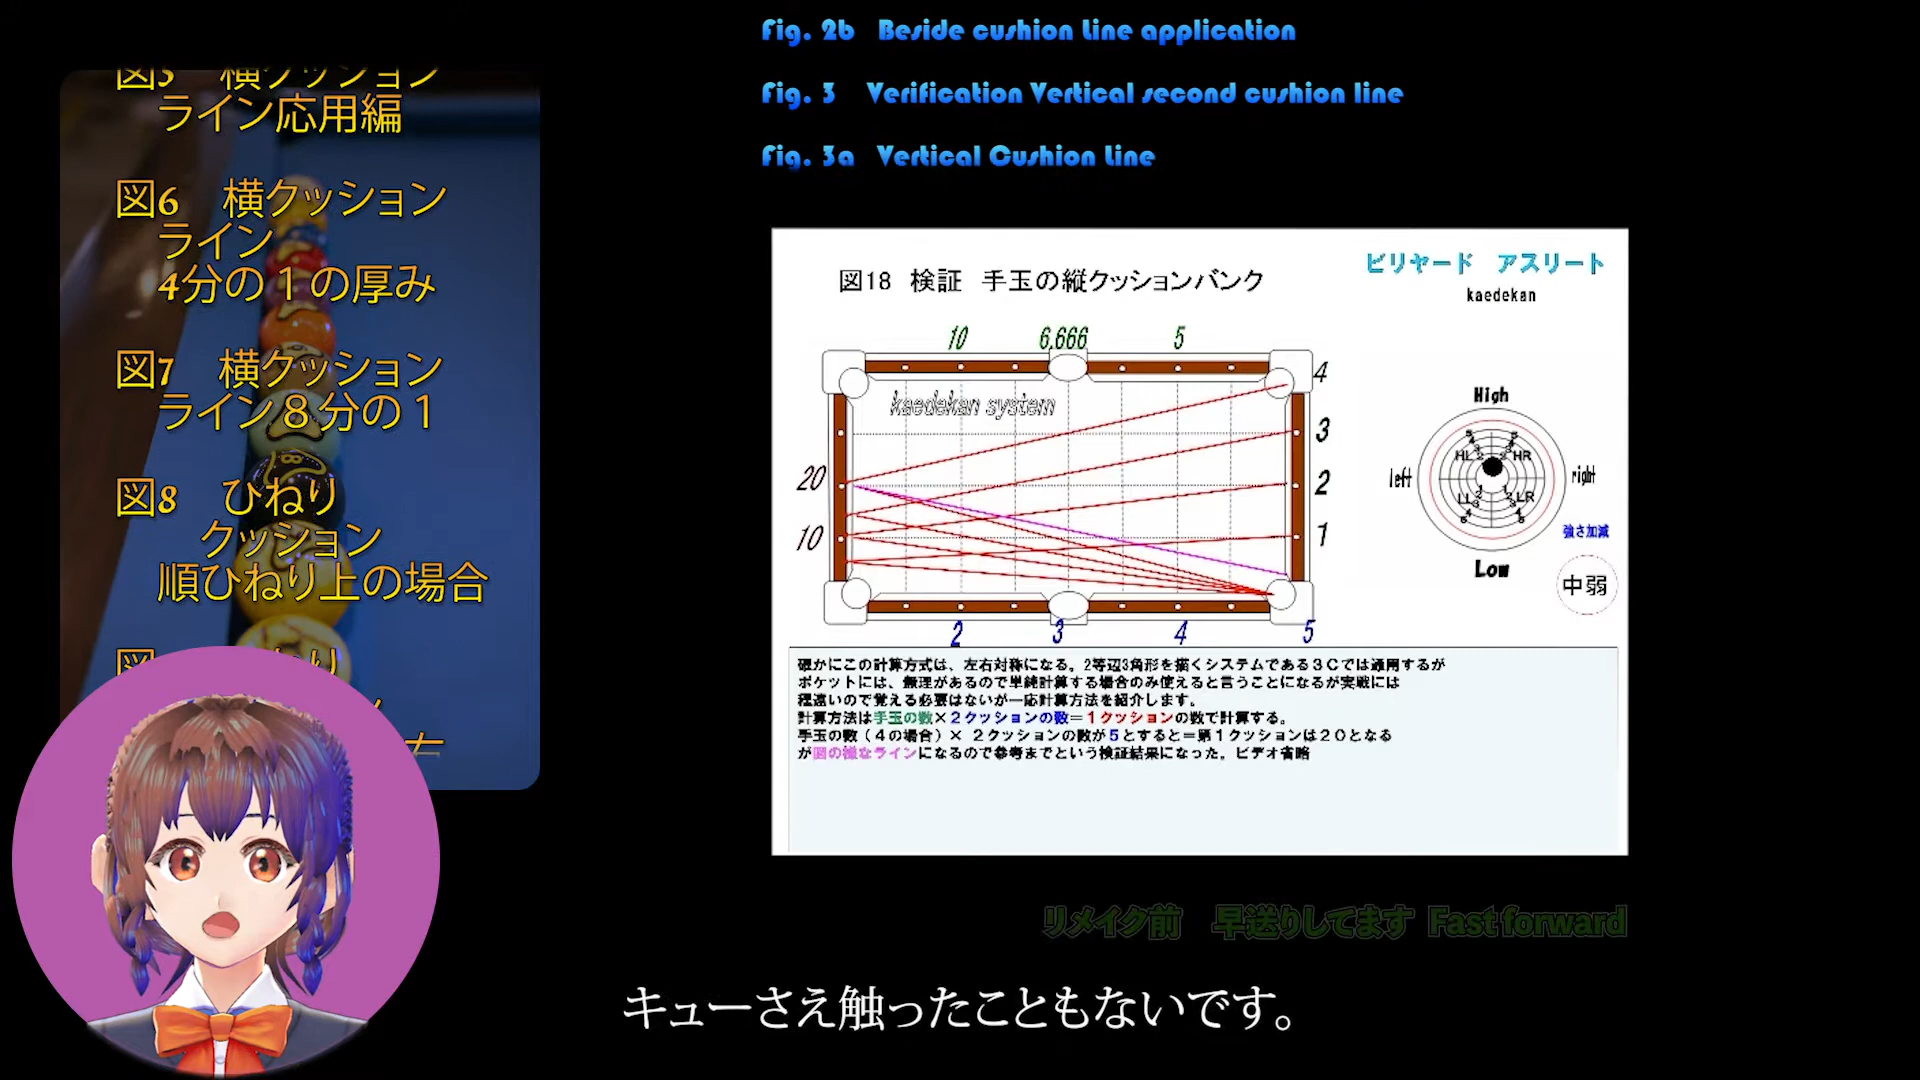 Fig. 2b Beside cushion Line application
Fig. 3 Verification Vertical second cushion line
Fig. 3a Vertical Cushion Line
図5 横クッション
ライン応用編
図6 横クッション
ライン
4分の１の厚み
図7 横クッション
ライン８分の１
図8 ひねり
クッション
順ひねり上の場合
図18 検証 手玉の縦クッションバンク
ビリヤード アスリート
kaedekan
10 6,666 5
4
kaedekan system
3
20 2
10 1
2 3 4 5
High
HL HR
left right
LL LR
強さ加減
Low
中弱
確かにこの計算方式は、左右対称になる。2等辺3角形を描くシステムである３Ｃでは通用するが
ポケットには、無理があるので単純計算する場合のみ使えると言うことになるが実戦には
程遠いので覚える必要はないが一応計算方法を紹介します。
計算方法は手玉の数×２クッションの数＝１クッションの数で計算する。
手玉の数（４の場合）× ２クッションの数が５とすると＝第１クッションは２０となる
が図の様なラインになるので参考までという検証結果になった。ビデオ省略
リメイク前 早送りしてます Fast forward
キューさえ触ったこともないです。